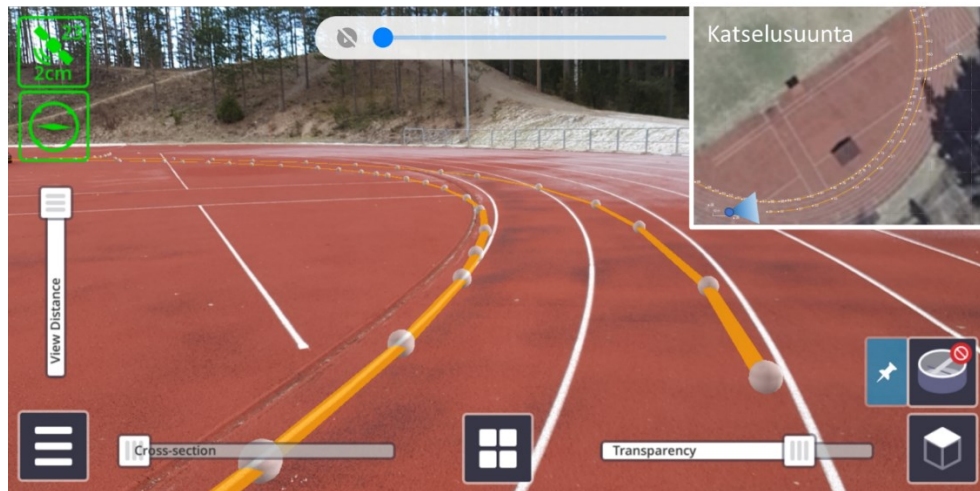 2cm
Katselusuunta
View Distance
Cross-section
Transparency